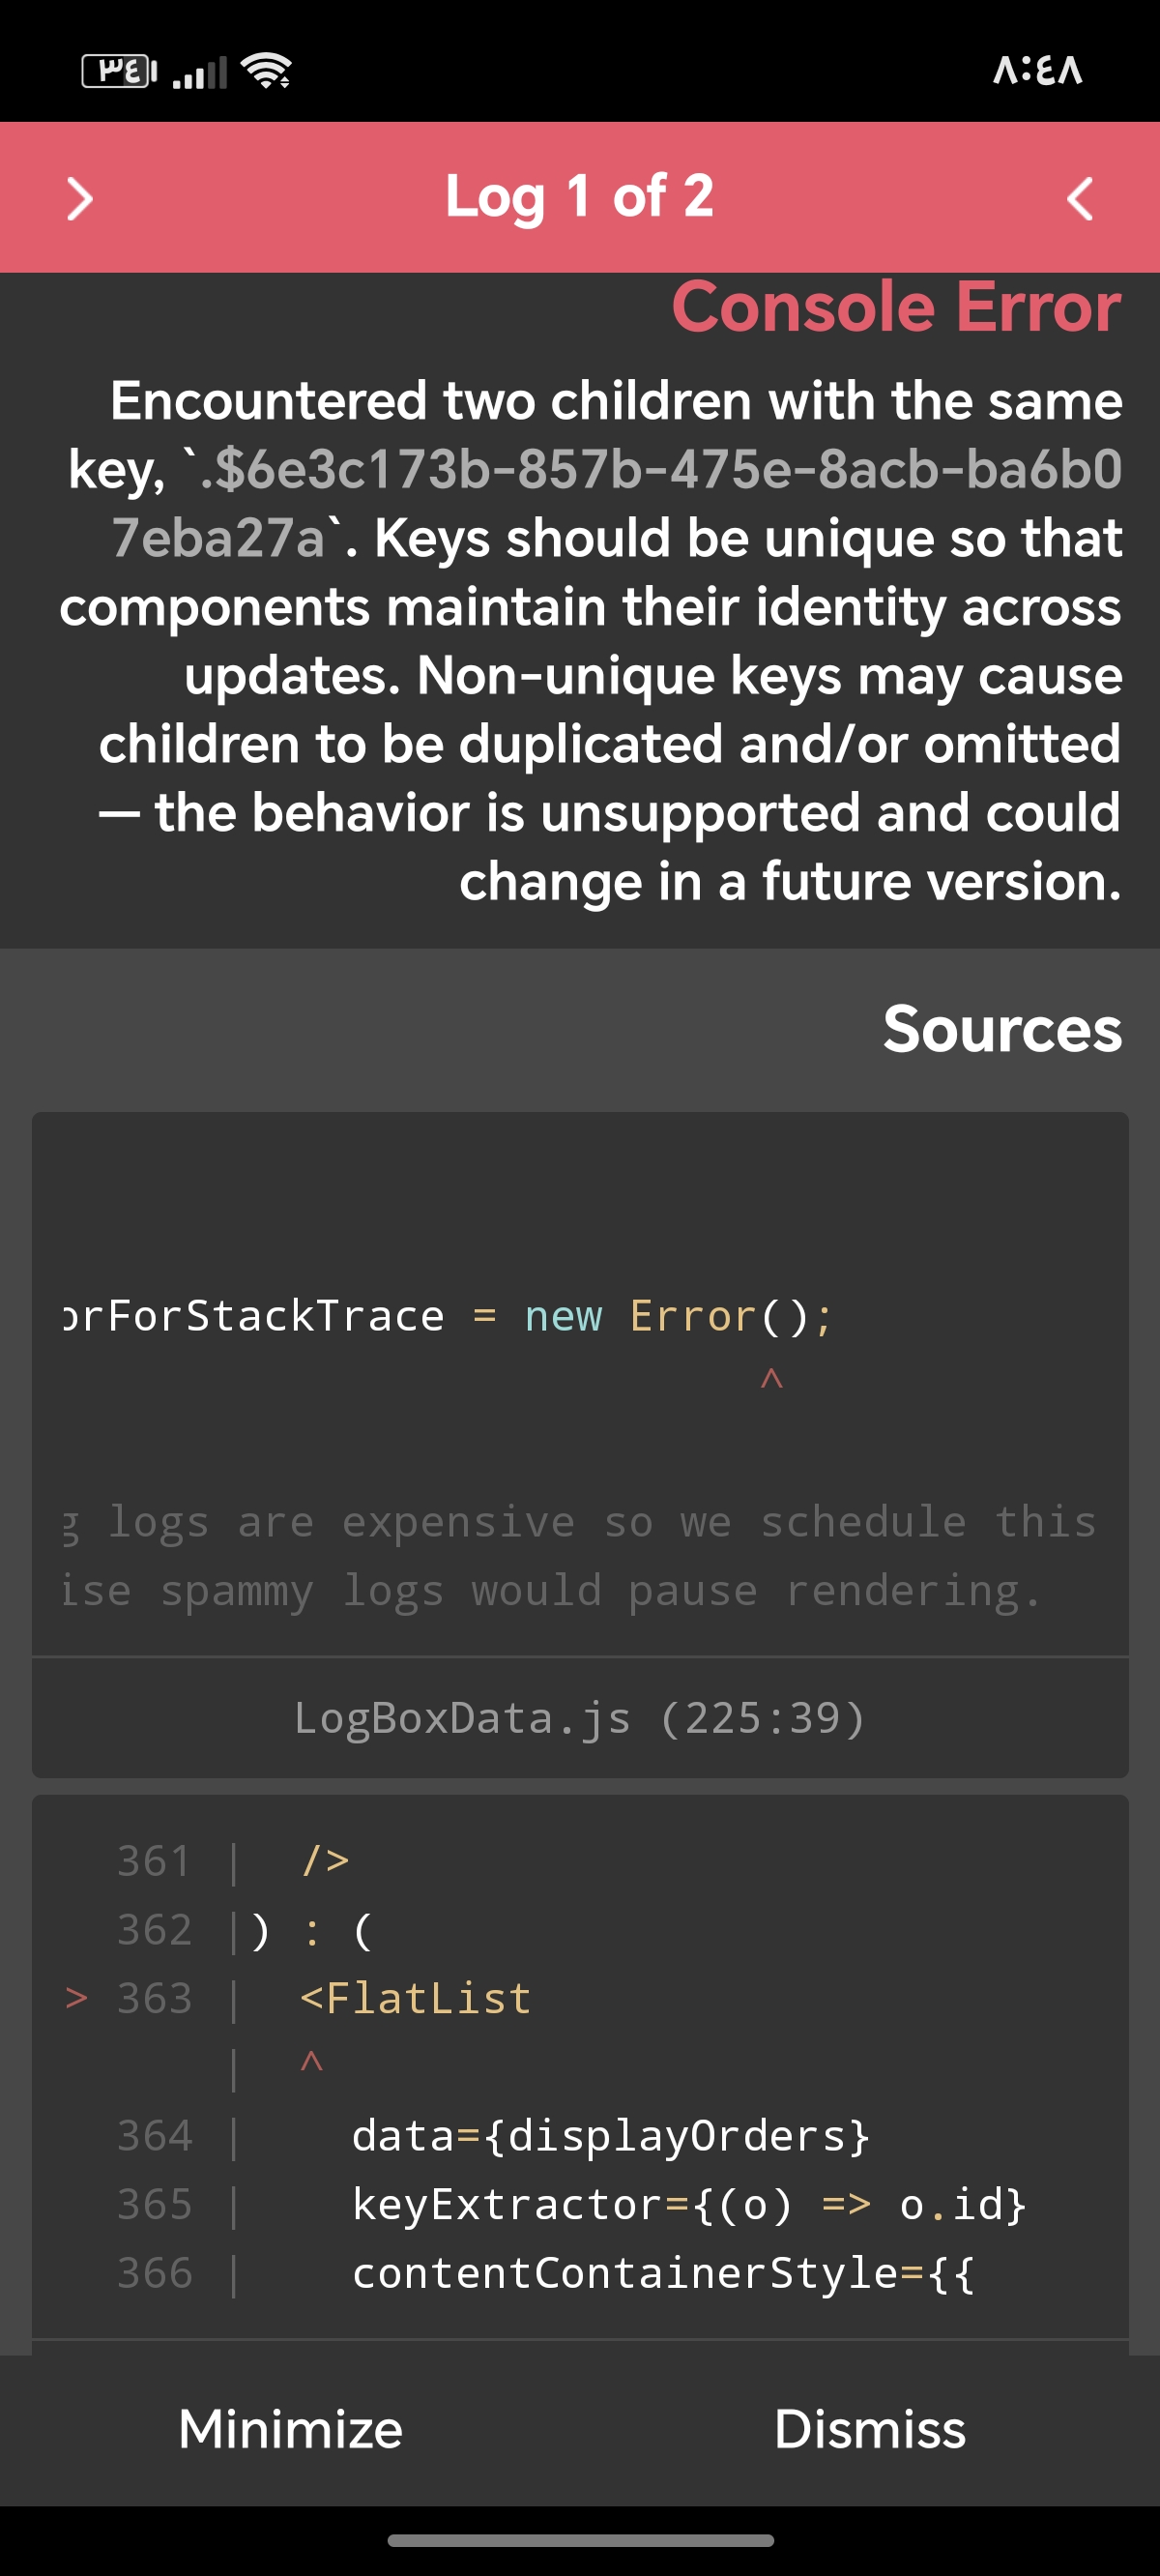 ٣٤
٨:٤٨
Log 1 of 2
Console Error
Encountered two children with the same
key, `.$6e3c173b-857b-475e-8acb-ba6b0
7eba27a`. Keys should be unique so that
components maintain their identity across
updates. Non-unique keys may cause
children to be duplicated and/or omitted
— the behavior is unsupported and could
change in a future version.
Sources
orForStackTrace = new Error();
^
g logs are expensive so we schedule this
ise spammy logs would pause rendering.
LogBoxData.js (225:39)
361 | />
362 | ) : (
> 363 | <FlatList
| ^
364 | data={displayOrders}
365 | keyExtractor={(o) => o.id}
366 | contentContainerStyle={{
Minimize
Dismiss